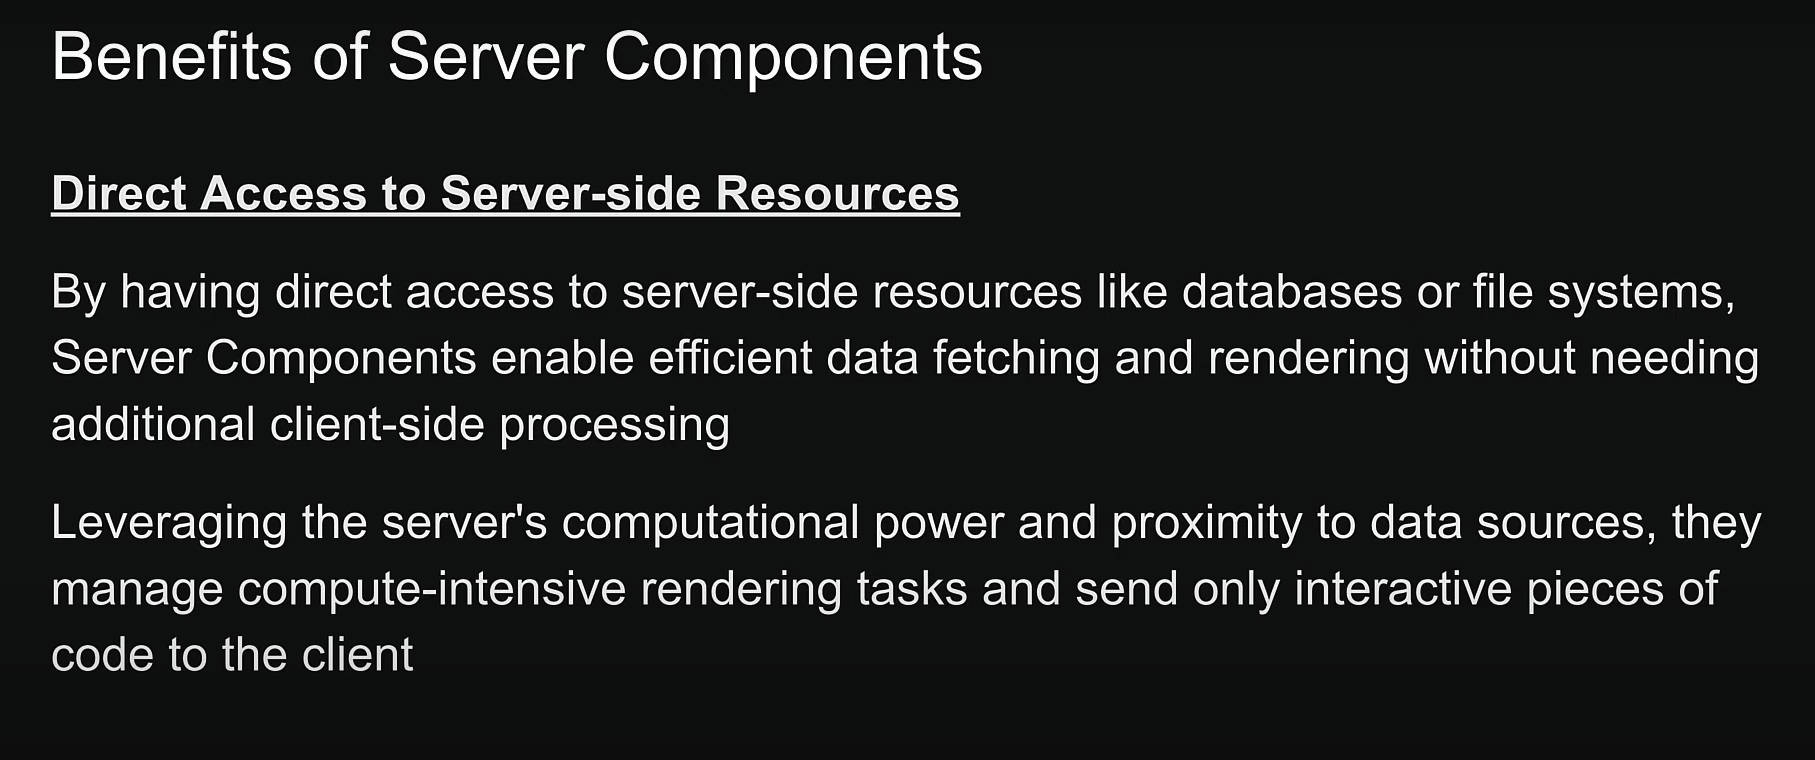 Benefits of Server Components
Direct Access to Server-side Resources
By having direct access to server-side resources like databases or file systems,
Server Components enable efficient data fetching and rendering without needing
additional client-side processing
Leveraging the server's computational power and proximity to data sources, they
manage compute-intensive rendering tasks and send only interactive pieces of
code to the client